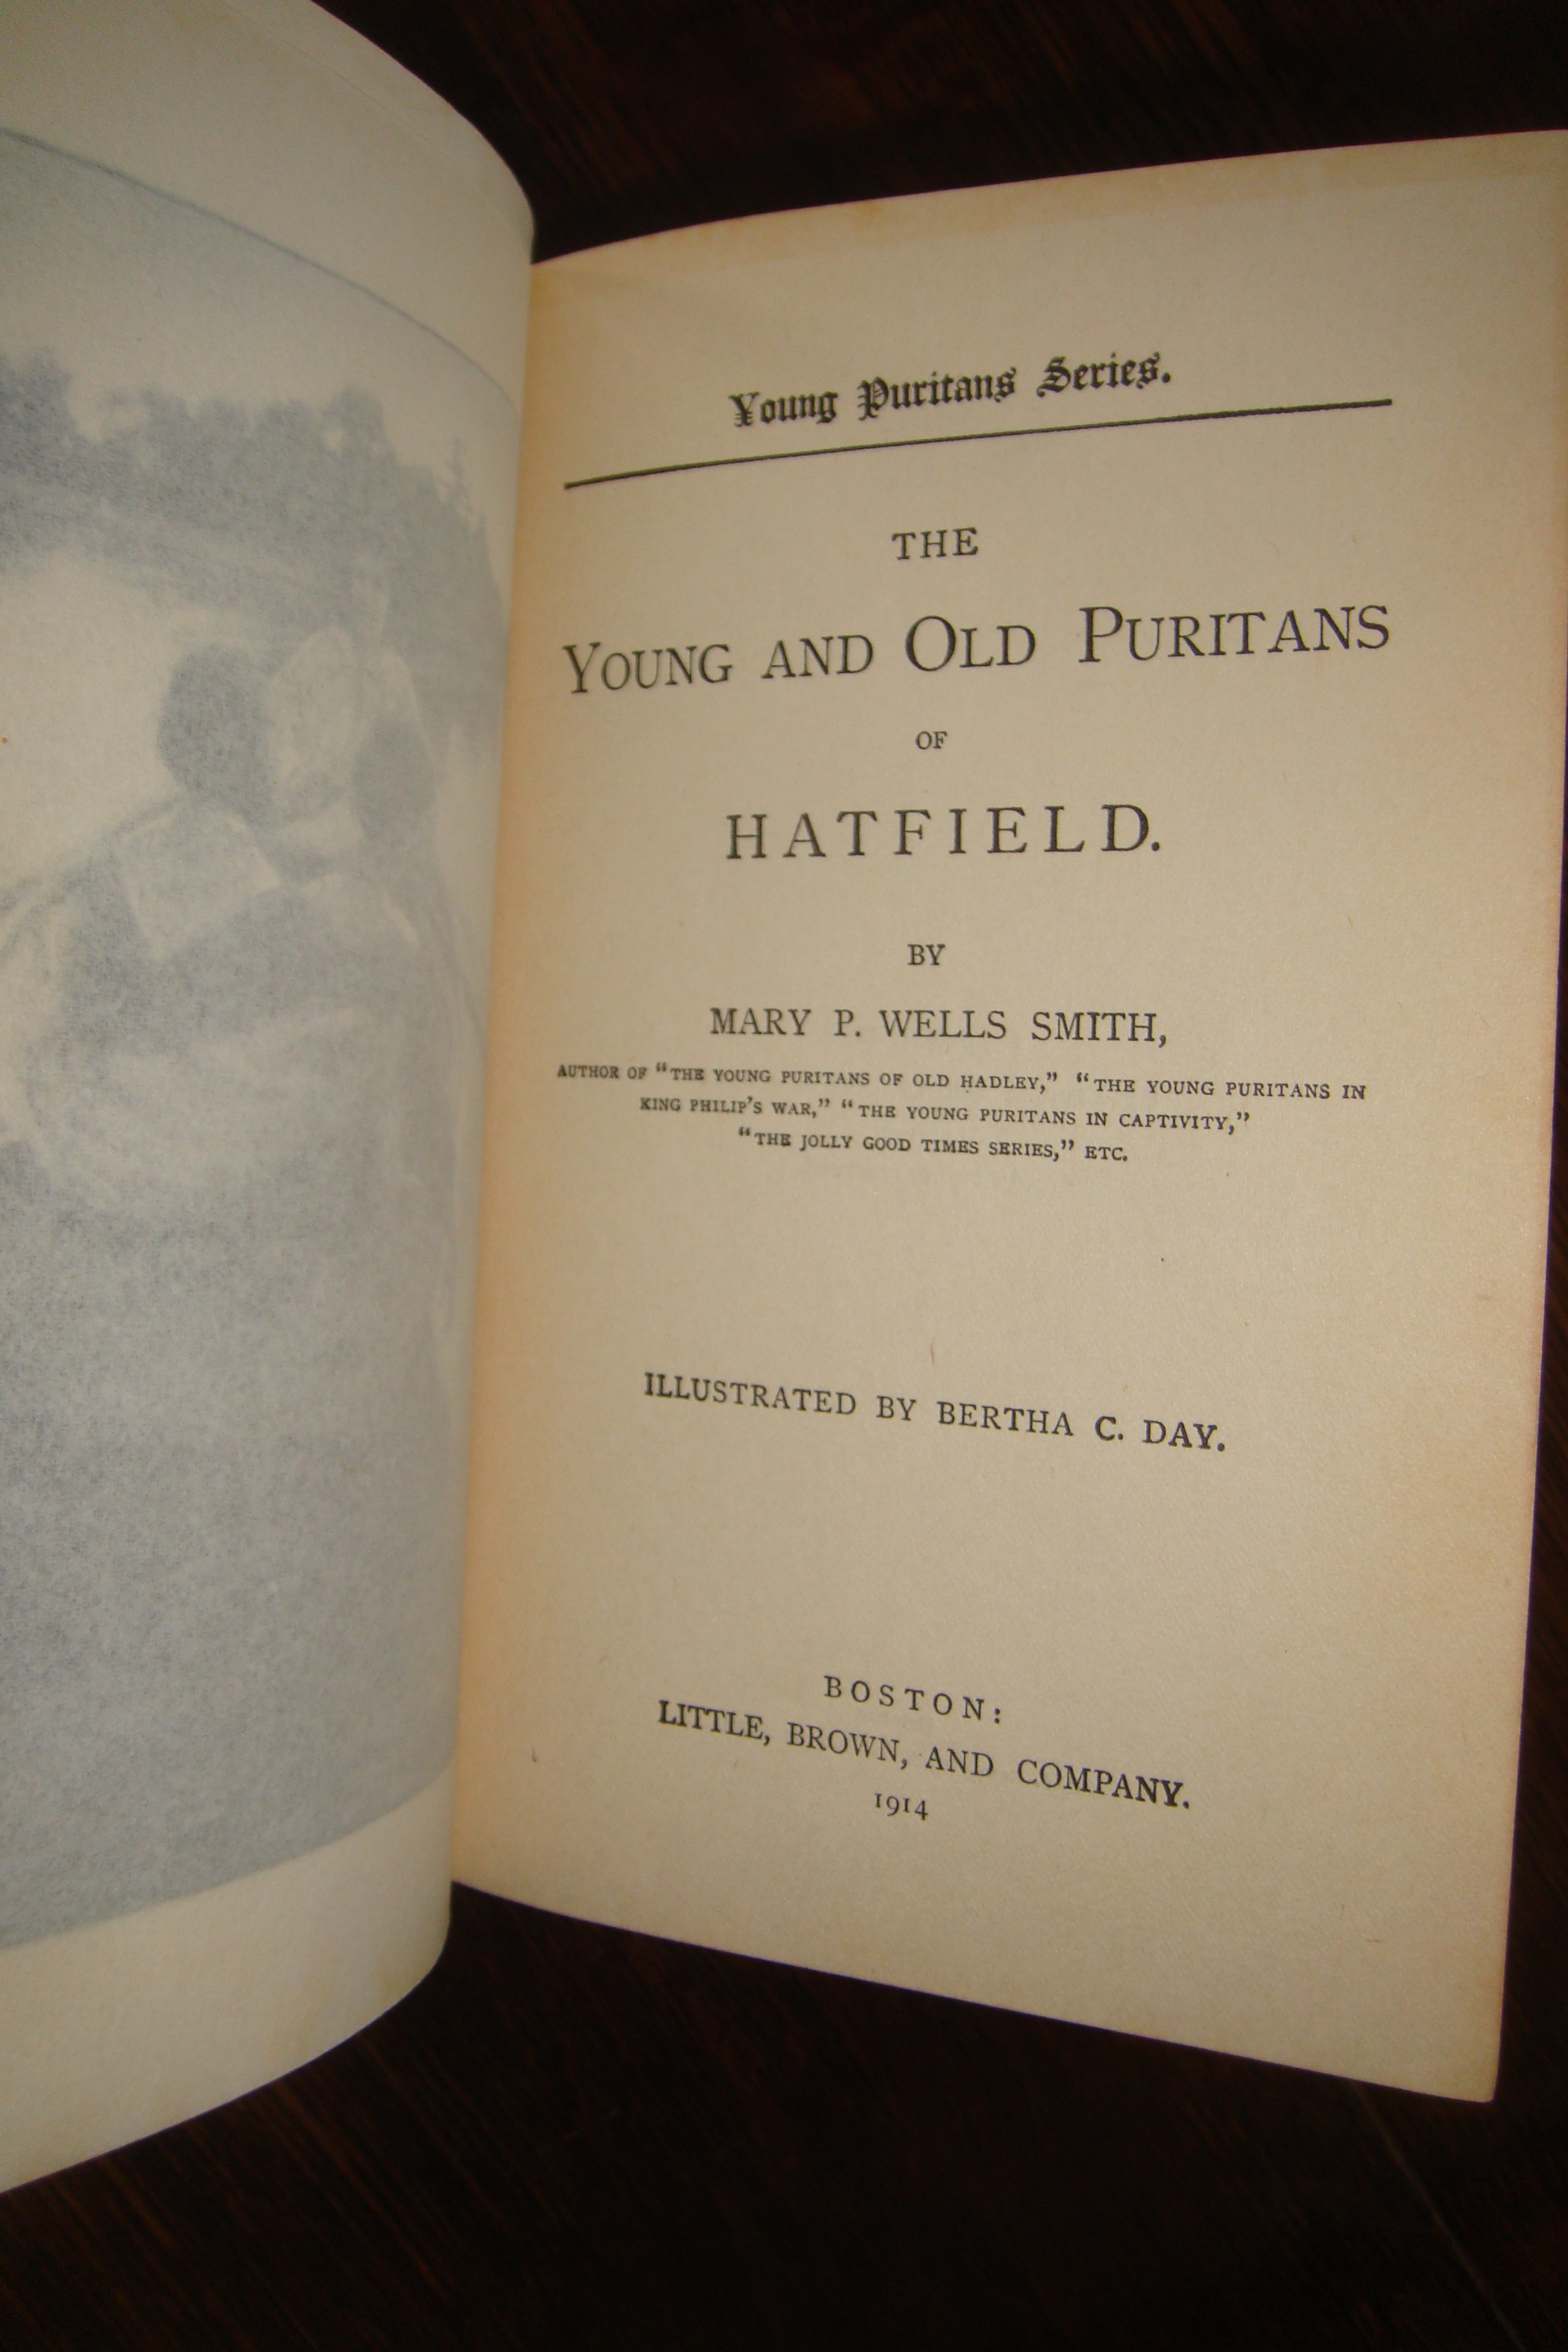 Young Puritans Series.
THE
YOUNG AND OLD PURITANS
OF
HATFIELD.
BY
MARY P. WELLS SMITH,
AUTHOR OF “THE YOUNG PURITANS OF OLD HADLEY,” “THE YOUNG PURITANS IN
KING PHILIP’S WAR,” “THE YOUNG PURITANS IN CAPTIVITY,”
“THE JOLLY GOOD TIMES SERIES,” ETC.
ILLUSTRATED BY BERTHA C. DAY.
BOSTON:
LITTLE, BROWN, AND COMPANY.
1914